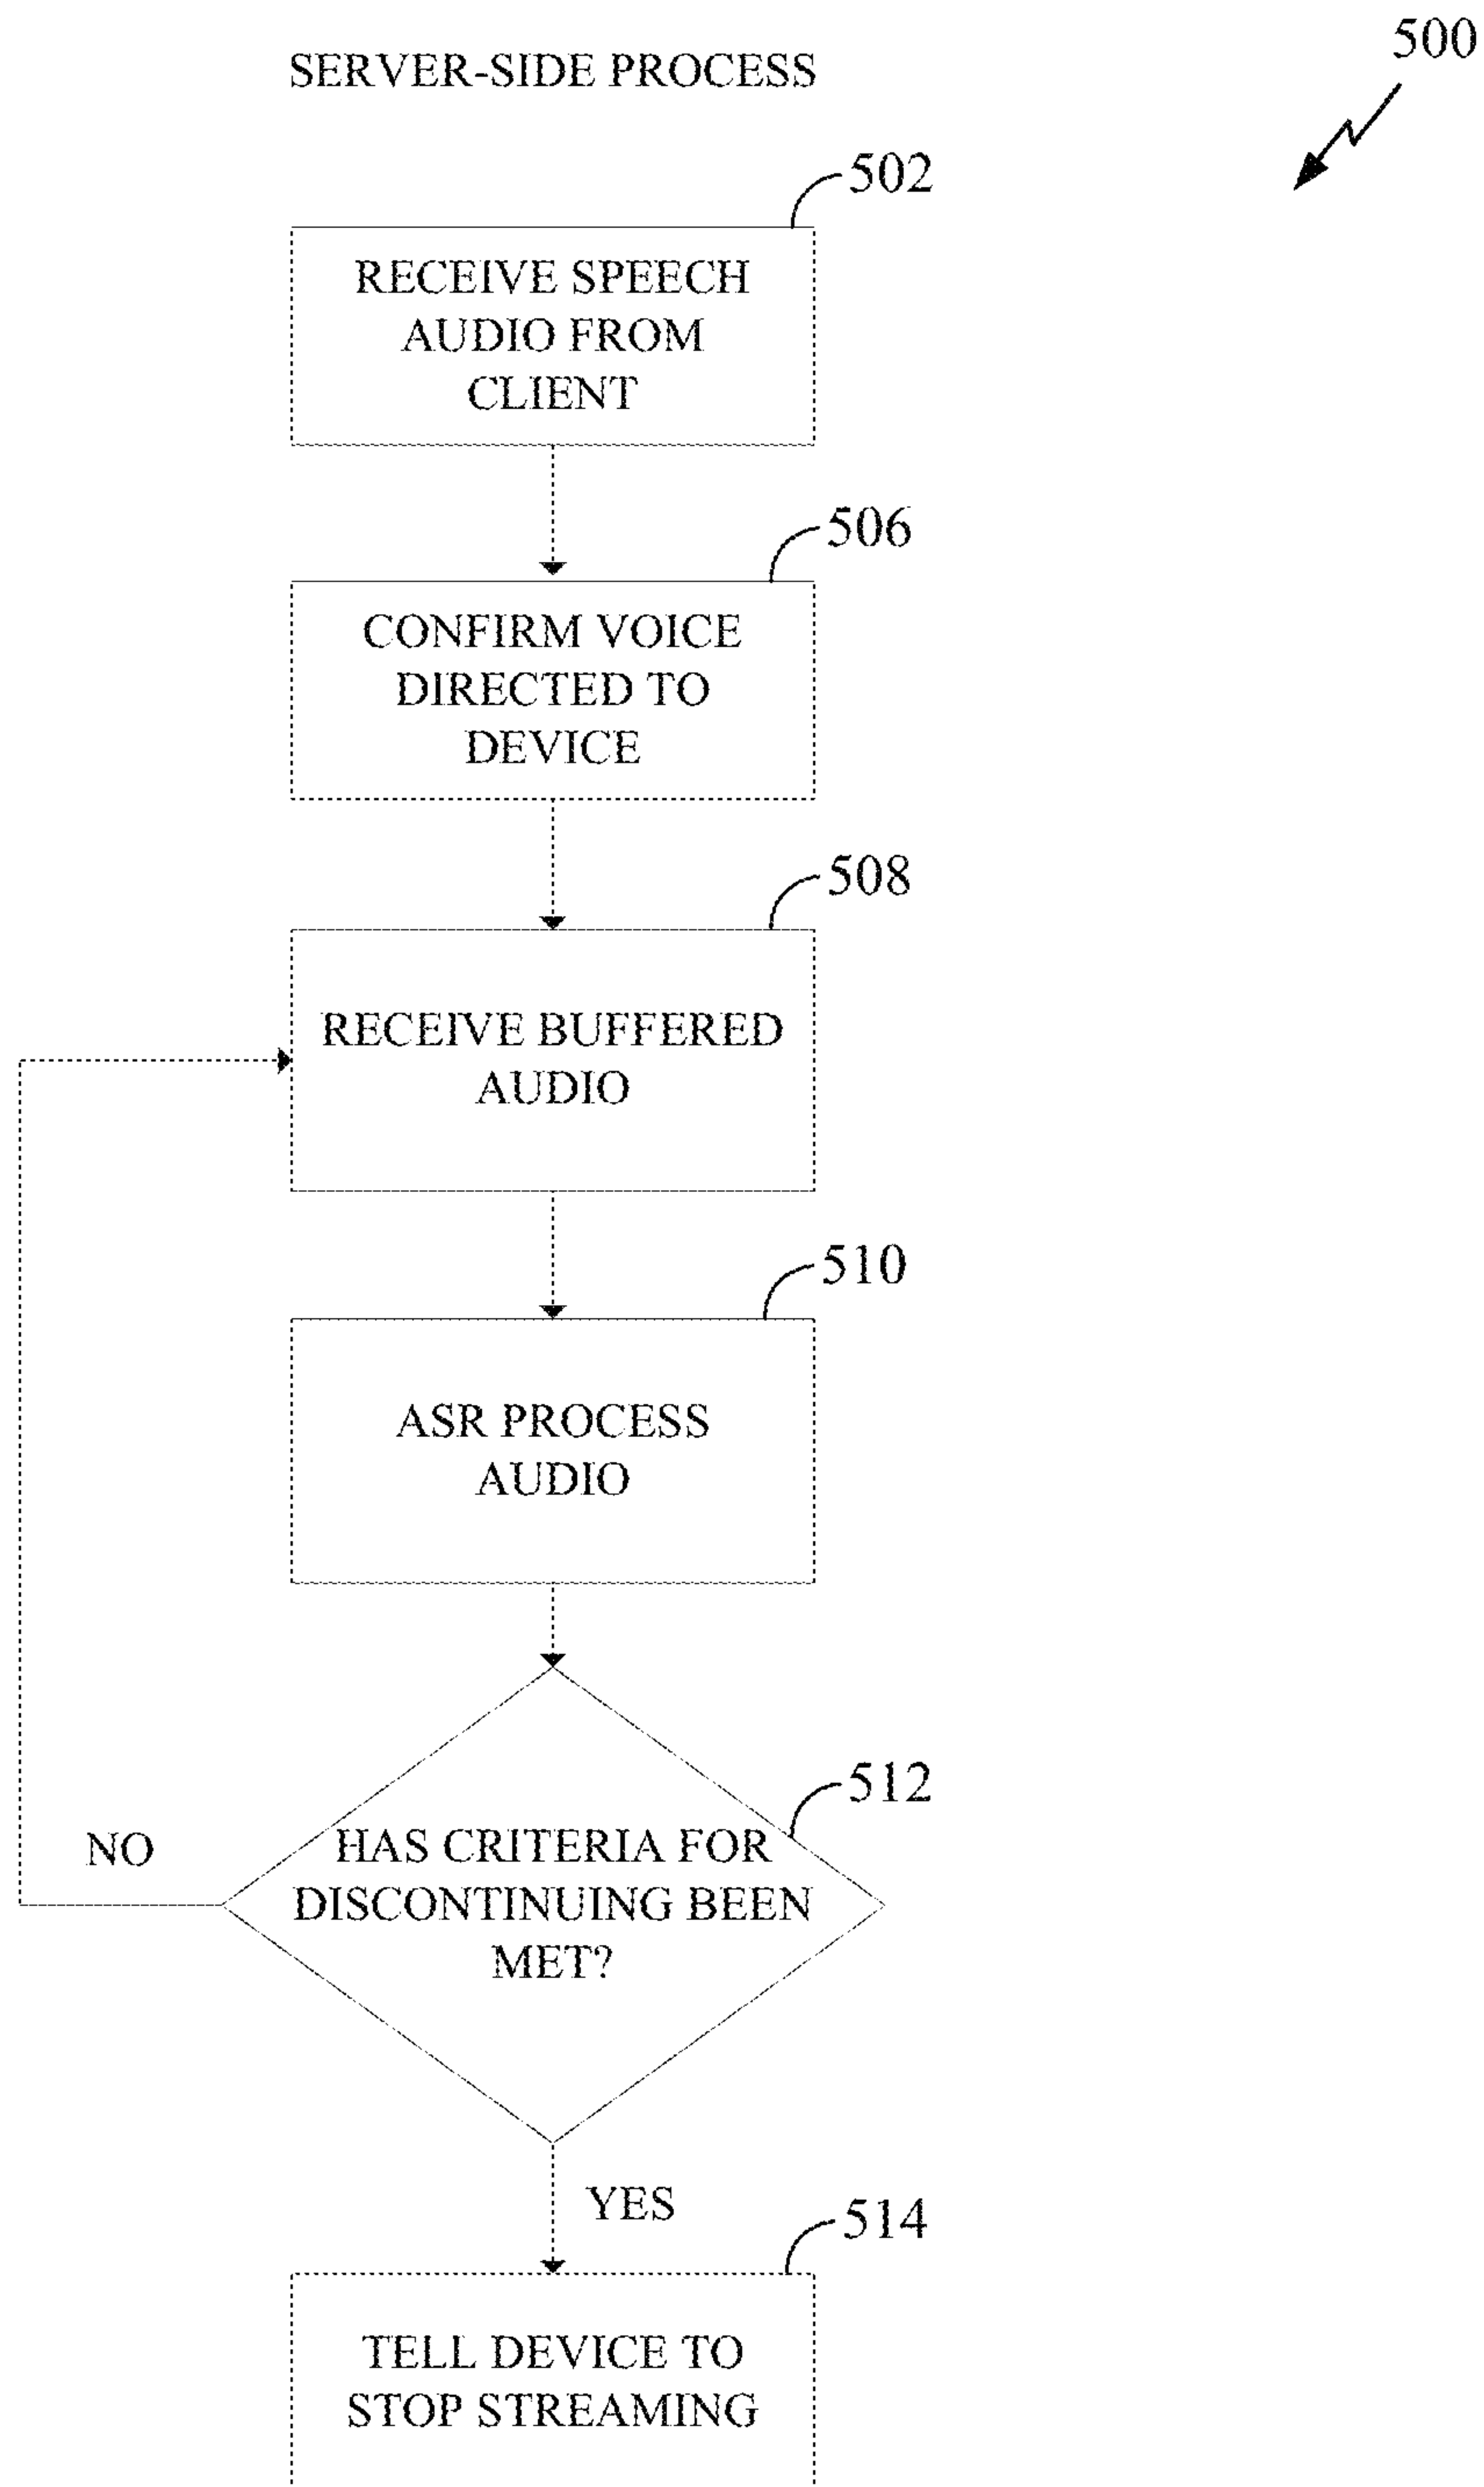 500
SERVER-SIDE PROCESS
502
RECEIVE SPEECH
AUDIO FROM
CLIENT
506
CONFIRM VOICE
DIRECTED TO
DEVICE
508
RECEIVE BUFFERED
AUDIO
510
ASR PROCESS
AUDIO
512
NO
HAS CRITERIA FOR
DISCONTINUING BEEN
MET?
YES
514
TELL DEVICE TO
STOP STREAMING